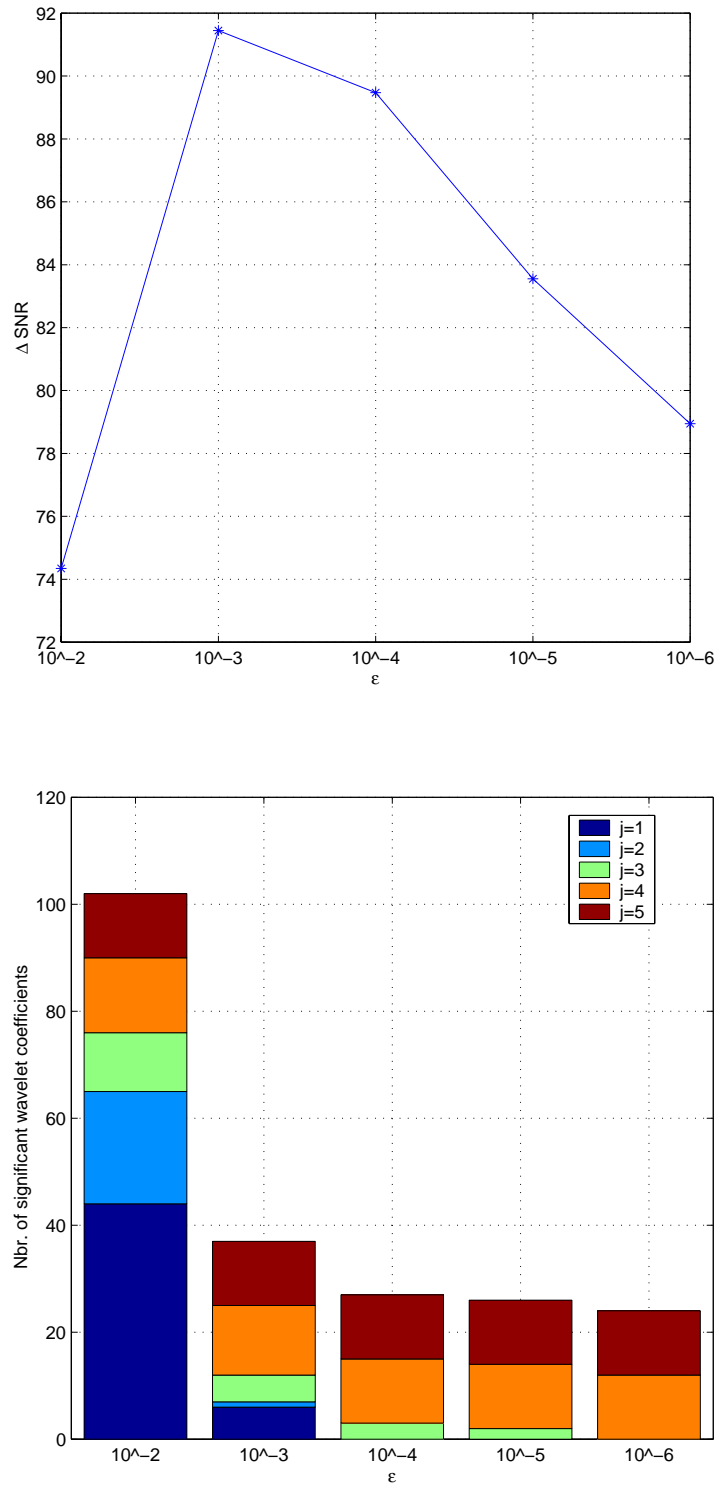 92
90
88
86
84
82
80
78
76
74
72
Δ SNR
10^-2 10^-3 10^-4 10^-5 10^-6
ε
120
100
80
60
40
20
0
Nbr. of significant wavelet coefficients
j=1
j=2
j=3
j=4
j=5
10^-2 10^-3 10^-4 10^-5 10^-6
ε